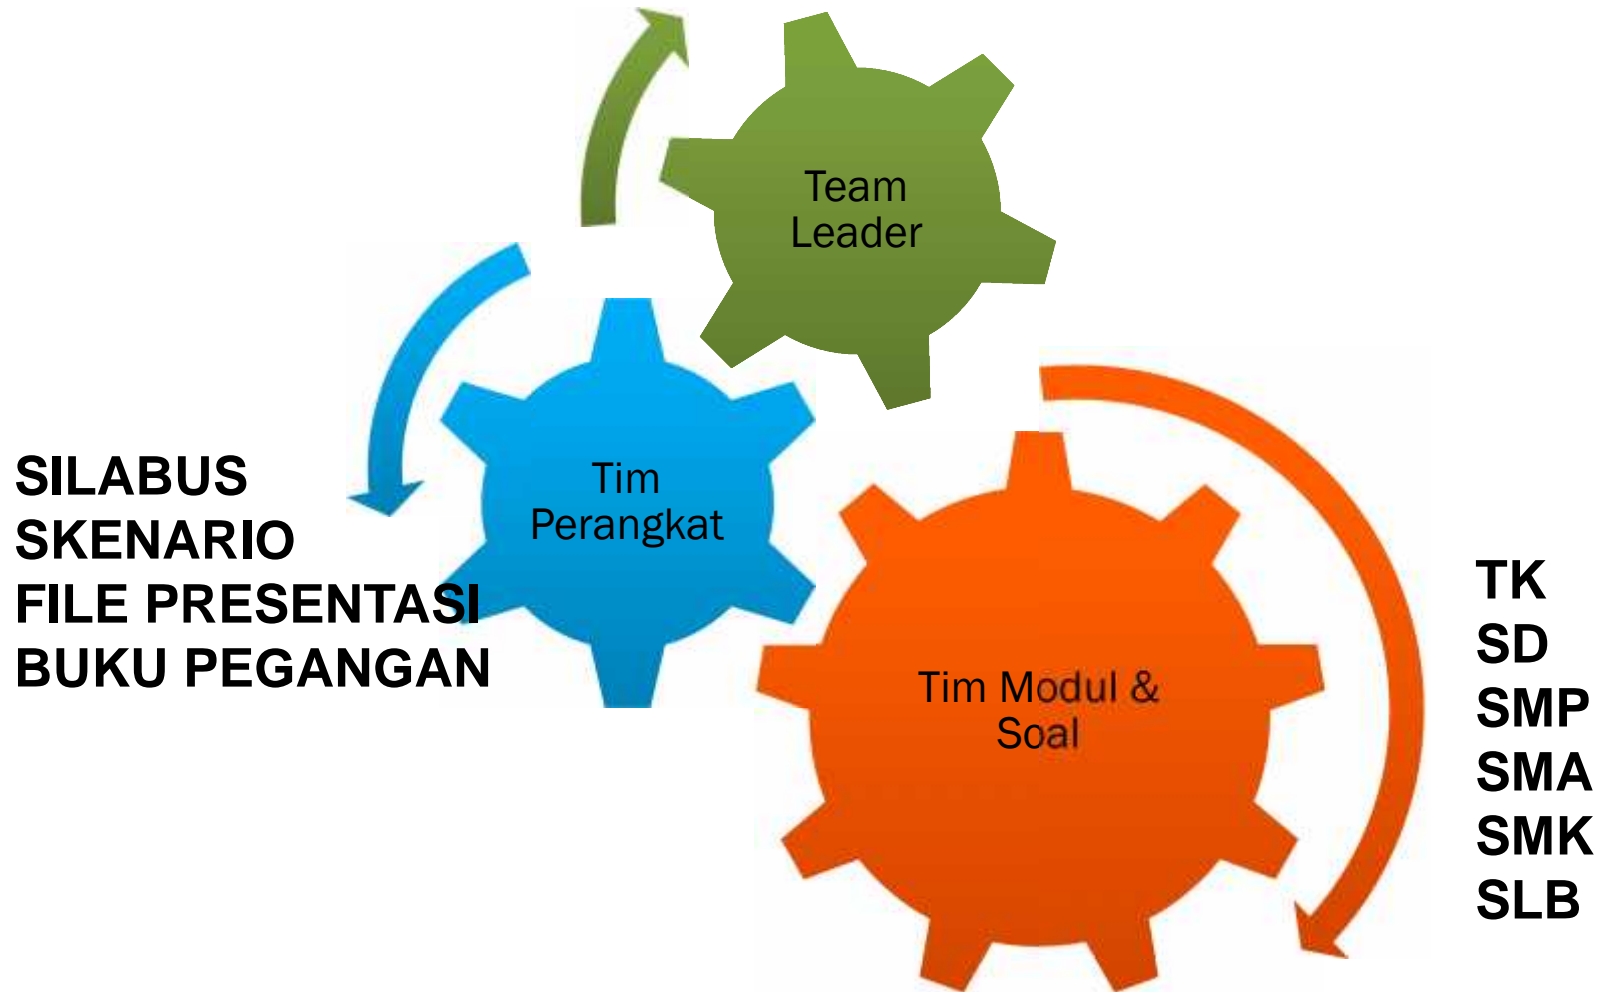 Team
Leader
Tim
Perangkat
SILABUS
SKENARIO
FILE PRESENTASI
BUKU PEGANGAN
Tim Modul &
Soal
TK
SD
SMP
SMA
SMK
SLB